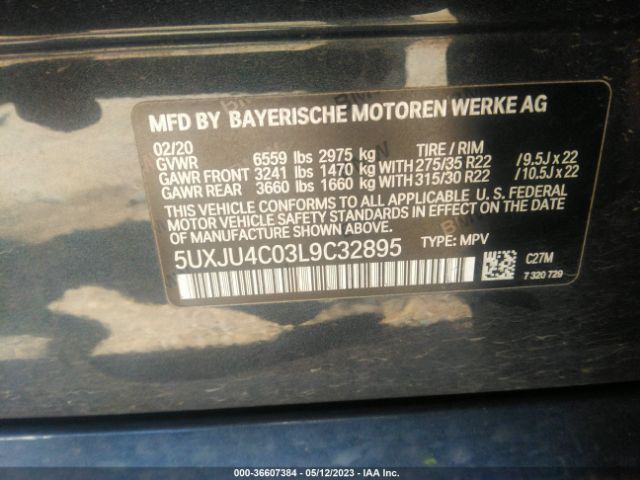 MFD BY BAYERISCHE MOTOREN WERKE AG
02/20 TIRE / RIM
GVWR 6559 lbs 2975 kg
GAWR FRONT 3241 lbs 1470 kg WITH 275/35 R22 /9.5J x 22
GAWR REAR 3660 lbs 1660 kg WITH 315/30 R22 /10.5J x 22
THIS VEHICLE CONFORMS TO ALL APPLICABLE U. S. FEDERAL
MOTOR VEHICLE SAFETY STANDARDS IN EFFECT ON THE DATE OF
MANUFACTURE SHOWN ABOVE.
5UXJU4C03L9C32895 TYPE: MPV
C27M
7 320 729
© - 36607384 - 05/12/2023 - IAA Inc.